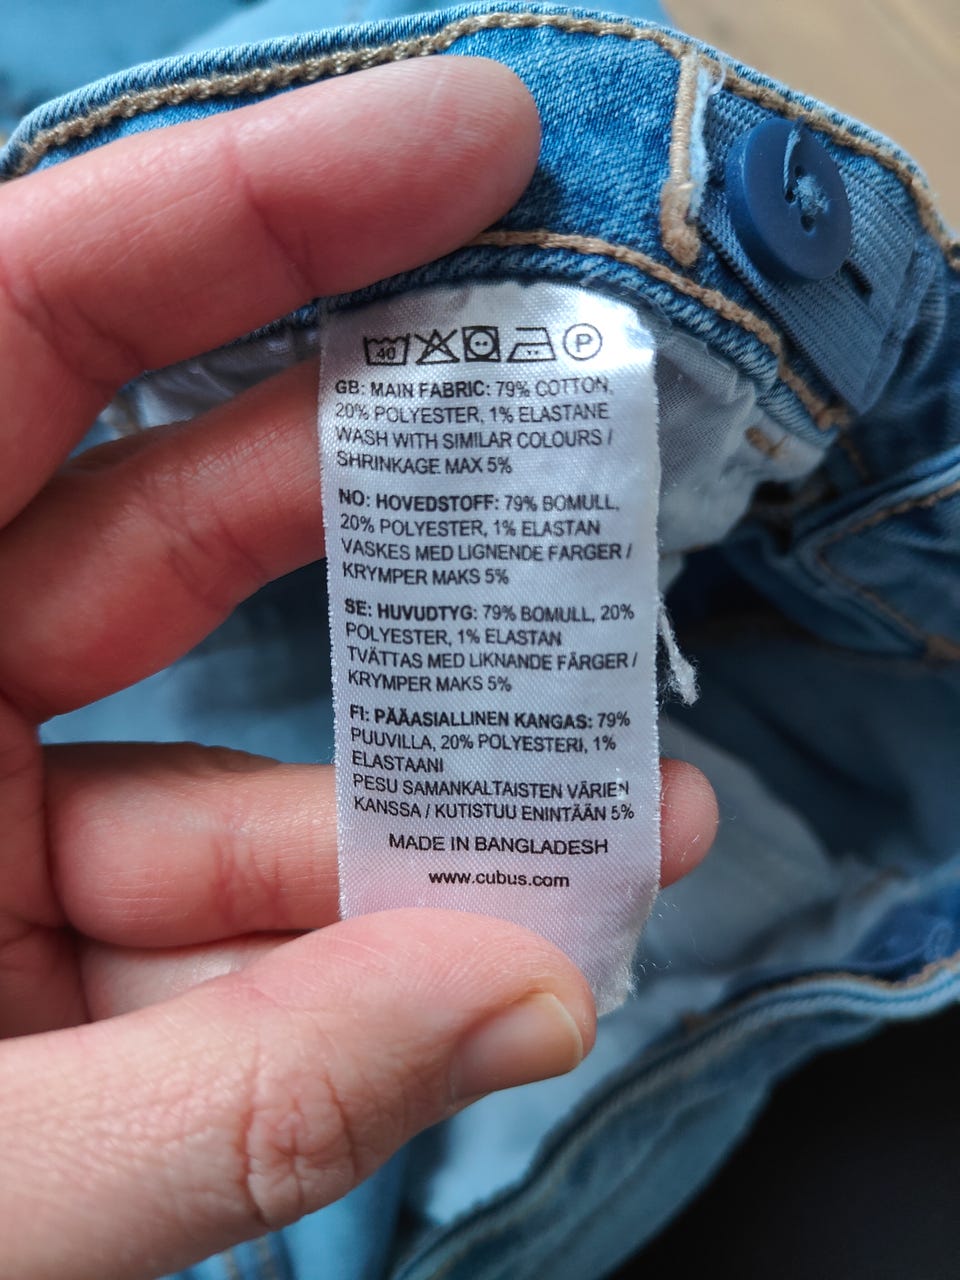 40 P
GB: MAIN FABRIC: 79% COTTON,
20% POLYESTER, 1% ELASTANE
WASH WITH SIMILAR COLOURS /
SHRINKAGE MAX 5%
NO: HOVEDSTOFF: 79% BOMULL,
20% POLYESTER, 1% ELASTAN
VASKES MED LIGNENDE FARGER /
KRYMPER MAKS 5%
SE: HUVUDTYG: 79% BOMULL, 20%
POLYESTER, 1% ELASTAN
TVÄTTAS MED LIKNANDE FÄRGER /
KRYMPER MAKS 5%
FI: PÄÄASIALLINEN KANGAS: 79%
PUUVILLA, 20% POLYESTERI, 1%
ELASTAANI
PESU SAMANKALTAISTEN VÄRIEN
KANSSA / KUTISTUU ENINTÄÄN 5%
MADE IN BANGLADESH
www.cubus.com